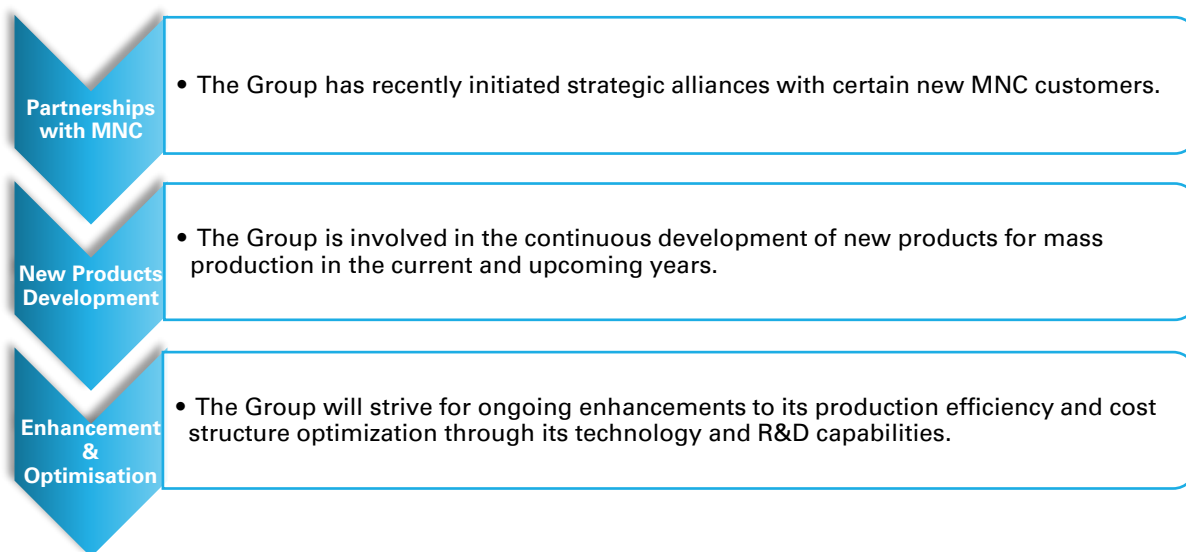 Partnerships
with MNC
• The Group has recently initiated strategic alliances with certain new MNC customers.
New Products
Development
• The Group is involved in the continuous development of new products for mass
production in the current and upcoming years.
Enhancement
&
Optimisation
• The Group will strive for ongoing enhancements to its production efficiency and cost
structure optimization through its technology and R&D capabilities.